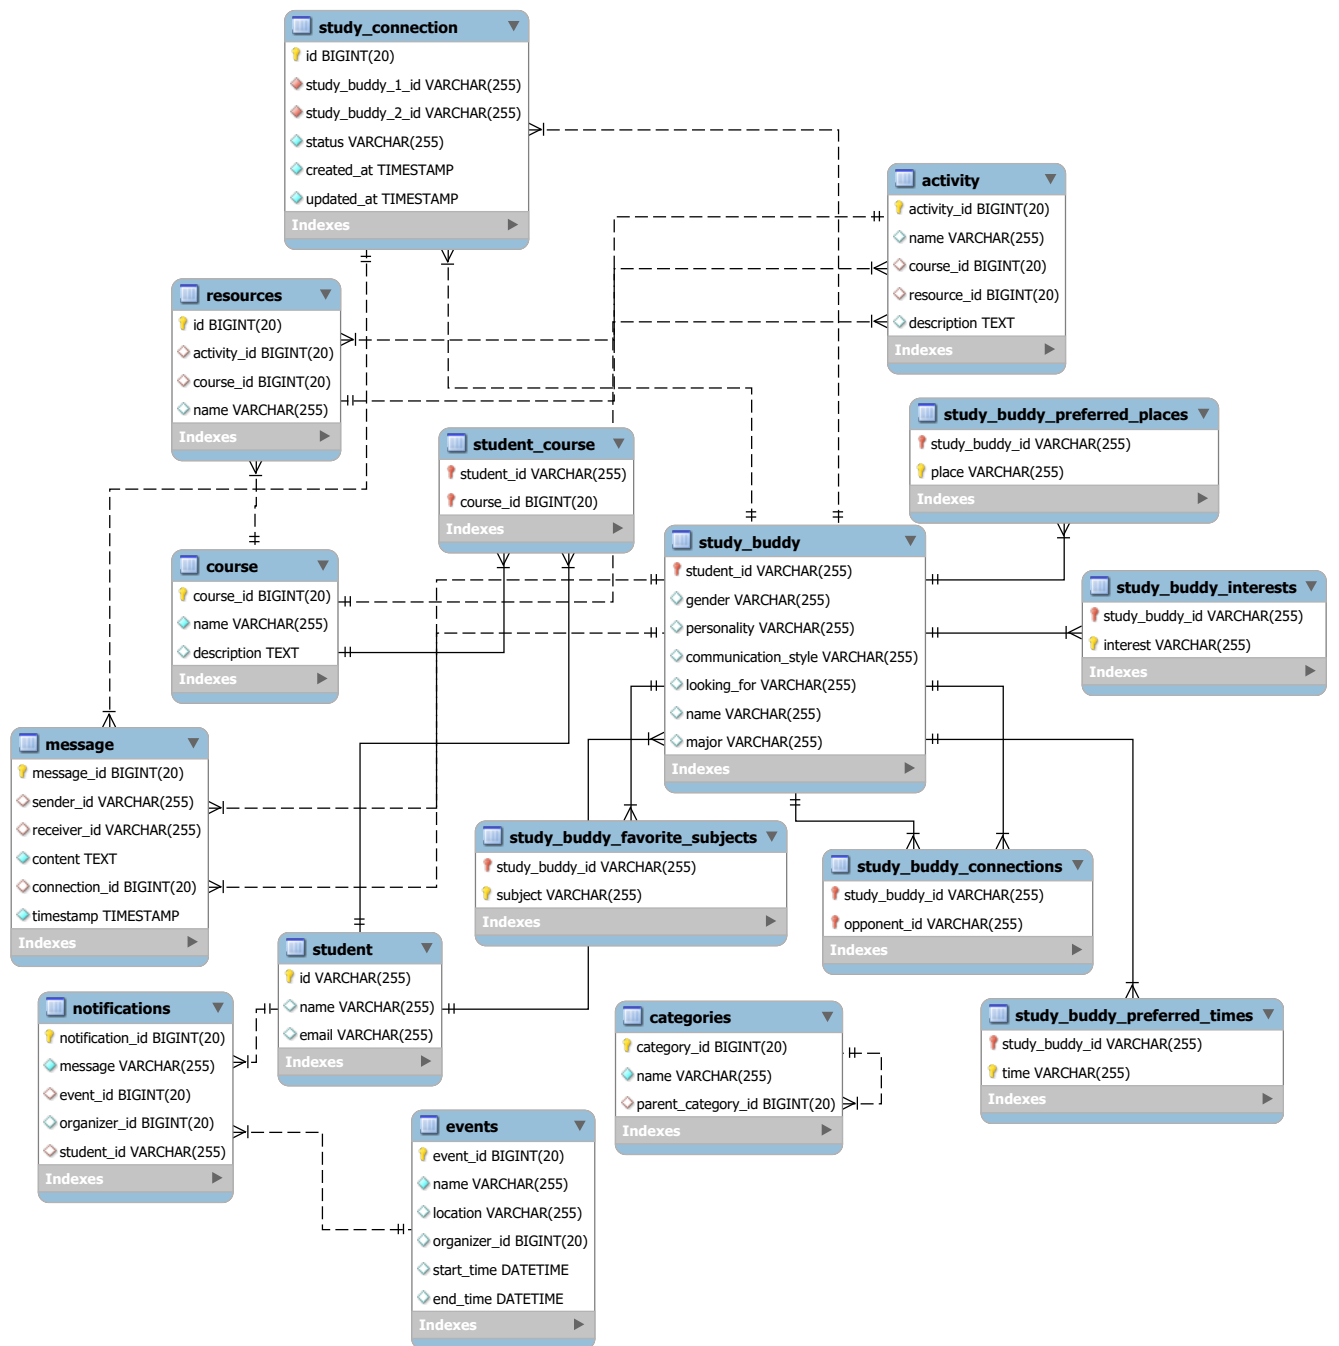 study_connection
id BIGINT(20)
study_buddy_1_id VARCHAR(255)
study_buddy_2_id VARCHAR(255)
status VARCHAR(255)
created_at TIMESTAMP
updated_at TIMESTAMP
Indexes
activity
activity_id BIGINT(20)
name VARCHAR(255)
course_id BIGINT(20)
resource_id BIGINT(20)
description TEXT
Indexes
resources
id BIGINT(20)
activity_id BIGINT(20)
course_id BIGINT(20)
name VARCHAR(255)
Indexes
study_buddy_preferred_places
study_buddy_id VARCHAR(255)
place VARCHAR(255)
Indexes
student_course
student_id VARCHAR(255)
course_id BIGINT(20)
Indexes
study_buddy
student_id VARCHAR(255)
gender VARCHAR(255)
personality VARCHAR(255)
communication_style VARCHAR(255)
looking_for VARCHAR(255)
name VARCHAR(255)
major VARCHAR(255)
Indexes
course
course_id BIGINT(20)
name VARCHAR(255)
description TEXT
Indexes
study_buddy_interests
study_buddy_id VARCHAR(255)
interest VARCHAR(255)
Indexes
message
message_id BIGINT(20)
sender_id VARCHAR(255)
receiver_id VARCHAR(255)
content TEXT
connection_id BIGINT(20)
timestamp TIMESTAMP
Indexes
study_buddy_favorite_subjects
study_buddy_id VARCHAR(255)
subject VARCHAR(255)
Indexes
study_buddy_connections
study_buddy_id VARCHAR(255)
opponent_id VARCHAR(255)
Indexes
student
id VARCHAR(255)
name VARCHAR(255)
email VARCHAR(255)
Indexes
notifications
notification_id BIGINT(20)
message VARCHAR(255)
event_id BIGINT(20)
organizer_id BIGINT(20)
student_id VARCHAR(255)
Indexes
categories
category_id BIGINT(20)
name VARCHAR(255)
parent_category_id BIGINT(20)
Indexes
study_buddy_preferred_times
study_buddy_id VARCHAR(255)
time VARCHAR(255)
Indexes
events
event_id BIGINT(20)
name VARCHAR(255)
location VARCHAR(255)
organizer_id BIGINT(20)
start_time DATETIME
end_time DATETIME
Indexes